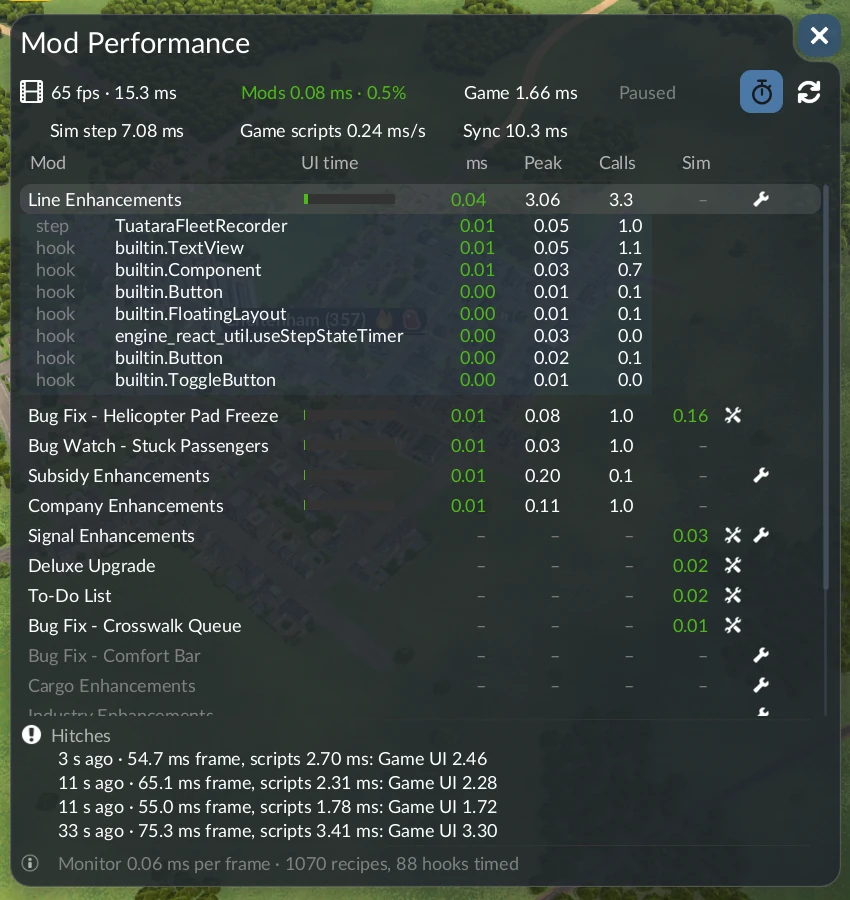 Mod Performance
65 fps · 15.3 ms Mods 0.08 ms · 0.5% Game 1.66 ms Paused
Sim step 7.08 ms Game scripts 0.24 ms/s Sync 10.3 ms
Mod UI time ms Peak Calls Sim
Line Enhancements 0.04 3.06 3.3 –
step TuataraFleetRecorder 0.01 0.05 1.0
hook builtin.TextView 0.01 0.05 1.1
hook builtin.Component 0.01 0.03 0.7
hook builtin.Button 0.00 0.01 0.1
hook builtin.FloatingLayout 0.00 0.01 0.1
hook engine_react_util.useStepStateTimer 0.00 0.03 0.0
hook builtin.Button 0.00 0.02 0.1
hook builtin.ToggleButton 0.00 0.01 0.0
Bug Fix - Helicopter Pad Freeze 0.01 0.08 1.0 0.16
Bug Watch - Stuck Passengers 0.01 0.03 1.0 –
Subsidy Enhancements 0.01 0.20 0.1 –
Company Enhancements 0.01 0.11 1.0 –
Signal Enhancements – – – 0.03
Deluxe Upgrade – – – 0.02
To-Do List – – – 0.02
Bug Fix - Crosswalk Queue – – – 0.01
Bug Fix - Comfort Bar – – – –
Cargo Enhancements – – – –
Industry Enhancements
Hitches
3 s ago · 54.7 ms frame, scripts 2.70 ms: Game UI 2.46
11 s ago · 65.1 ms frame, scripts 2.31 ms: Game UI 2.28
11 s ago · 55.0 ms frame, scripts 1.78 ms: Game UI 1.72
33 s ago · 75.3 ms frame, scripts 3.41 ms: Game UI 3.30
Monitor 0.06 ms per frame · 1070 recipes, 88 hooks timed